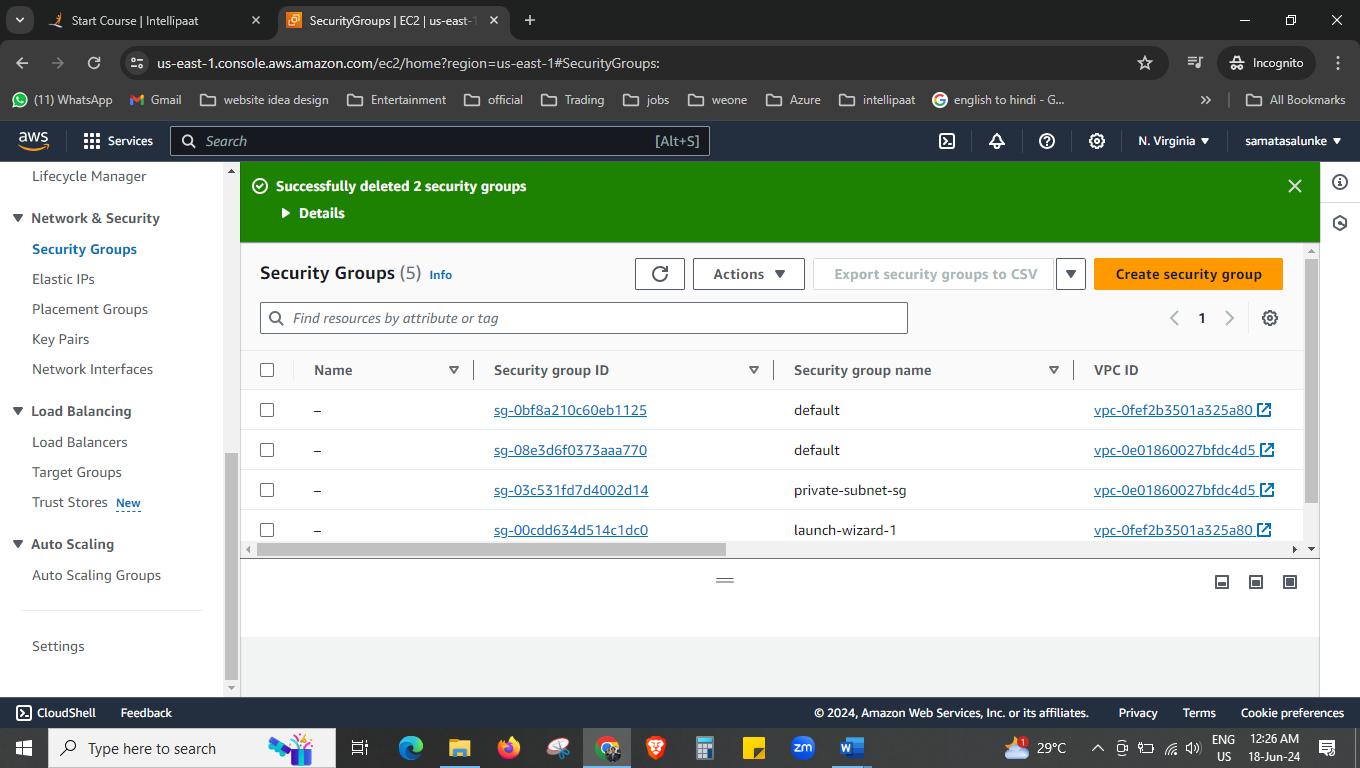 Start Course | Intellipaat
SecurityGroups | EC2 | us-east-1
us-east-1.console.aws.amazon.com/ec2/home?region=us-east-1#SecurityGroups:
Incognito
(11) WhatsApp
Gmail
website idea design
Entertainment
official
Trading
jobs
weone
Azure
intellipaat
english to hindi - G...
All Bookmarks
aws
Services
Search
[Alt+S]
N. Virginia
samatasalunke
Lifecycle Manager
Network & Security
Security Groups
Elastic IPs
Placement Groups
Key Pairs
Network Interfaces
Load Balancing
Load Balancers
Target Groups
Trust Stores New
Auto Scaling
Auto Scaling Groups
Settings
Successfully deleted 2 security groups
Details
Security Groups (5) Info
Actions
Export security groups to CSV
Create security group
Find resources by attribute or tag
1
Name Security group ID Security group name VPC ID
– sg-0bf8a210c60eb1125 default vpc-0fef2b3501a325a80
– sg-08e3d6f0373aaa770 default vpc-0e01860027bfdc4d5
– sg-03c531fd7d4002d14 private-subnet-sg vpc-0e01860027bfdc4d5
– sg-00cdd634d514c1dc0 launch-wizard-1 vpc-0fef2b3501a325a80
CloudShell Feedback
© 2024, Amazon Web Services, Inc. or its affiliates. Privacy Terms Cookie preferences
Type here to search
zm
29°C
ENG
US
12:26 AM
18-Jun-24